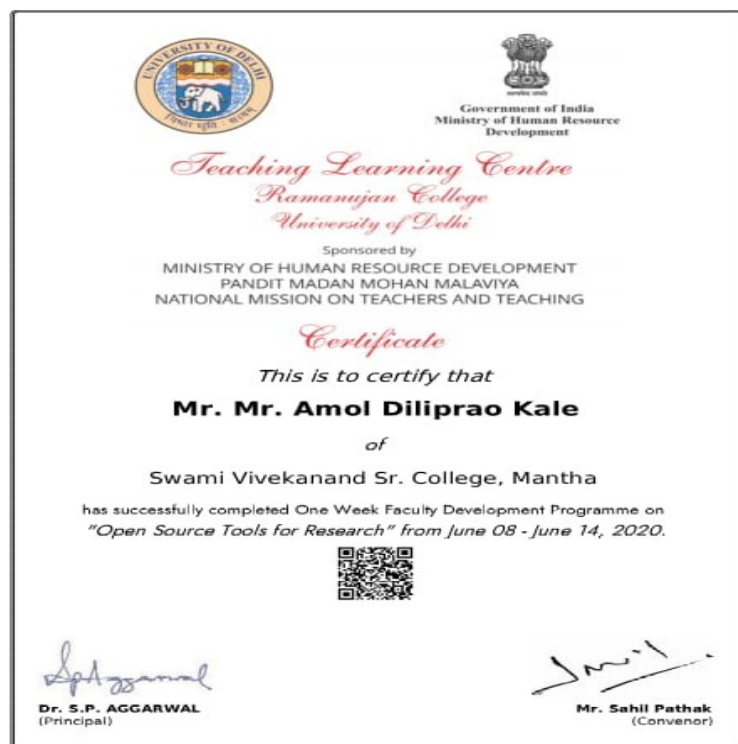 UNIVERSITY OF DELHI
निष्ठा धृति: सत्यम्
Government of India
Ministry of Human Resource
Development
Teaching Learning Centre
Ramanujan College
University of Delhi
Sponsored by
MINISTRY OF HUMAN RESOURCE DEVELOPMENT
PANDIT MADAN MOHAN MALAVIYA
NATIONAL MISSION ON TEACHERS AND TEACHING
Certificate
This is to certify that
Mr. Mr. Amol Diliprao Kale
of
Swami Vivekanand Sr. College, Mantha
has successfully completed One Week Faculty Development Programme on
"Open Source Tools for Research" from June 08 - June 14, 2020.
SpAggarwal
Dr. S.P. AGGARWAL
(Principal)
Mr. Sahil Pathak
(Convenor)